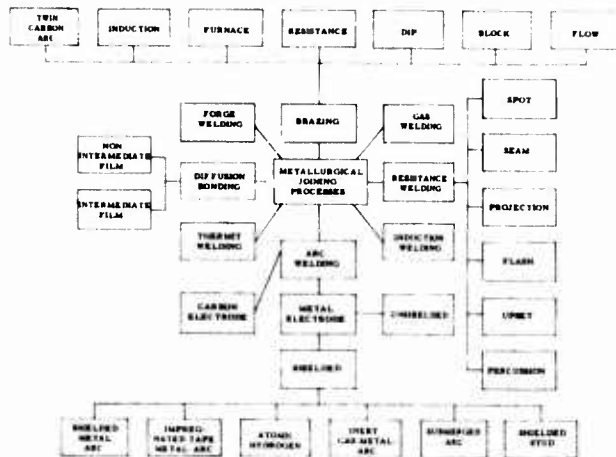 TWIN
CARBON
ARC
INDUCTION
FURNACE
RESISTANCE
DIP
BLOCK
FLOW
FORGE
WELDING
BRAZING
GAS
WELDING
SPOT
NON
INTERMEDIATE
FILM
DIFFUSION
BONDING
METALLURGICAL
JOINING
PROCESSES
RESISTANCE
WELDING
SEAM
INTERMEDIATE
FILM
PROJECTION
THERMIT
WELDING
ARC
WELDING
INDUCTION
WELDING
FLASH
CARBON
ELECTRODE
METAL
ELECTRODE
UNSHIELDED
UPSET
SHIELDED
PERCUSSION
SHIELDED
METAL
ARC
IMPREG-
NATED TAPE
METAL ARC
ATOMIC
HYDROGEN
INERT
GAS METAL
ARC
SUBMERGED
ARC
SHIELDED
STUD